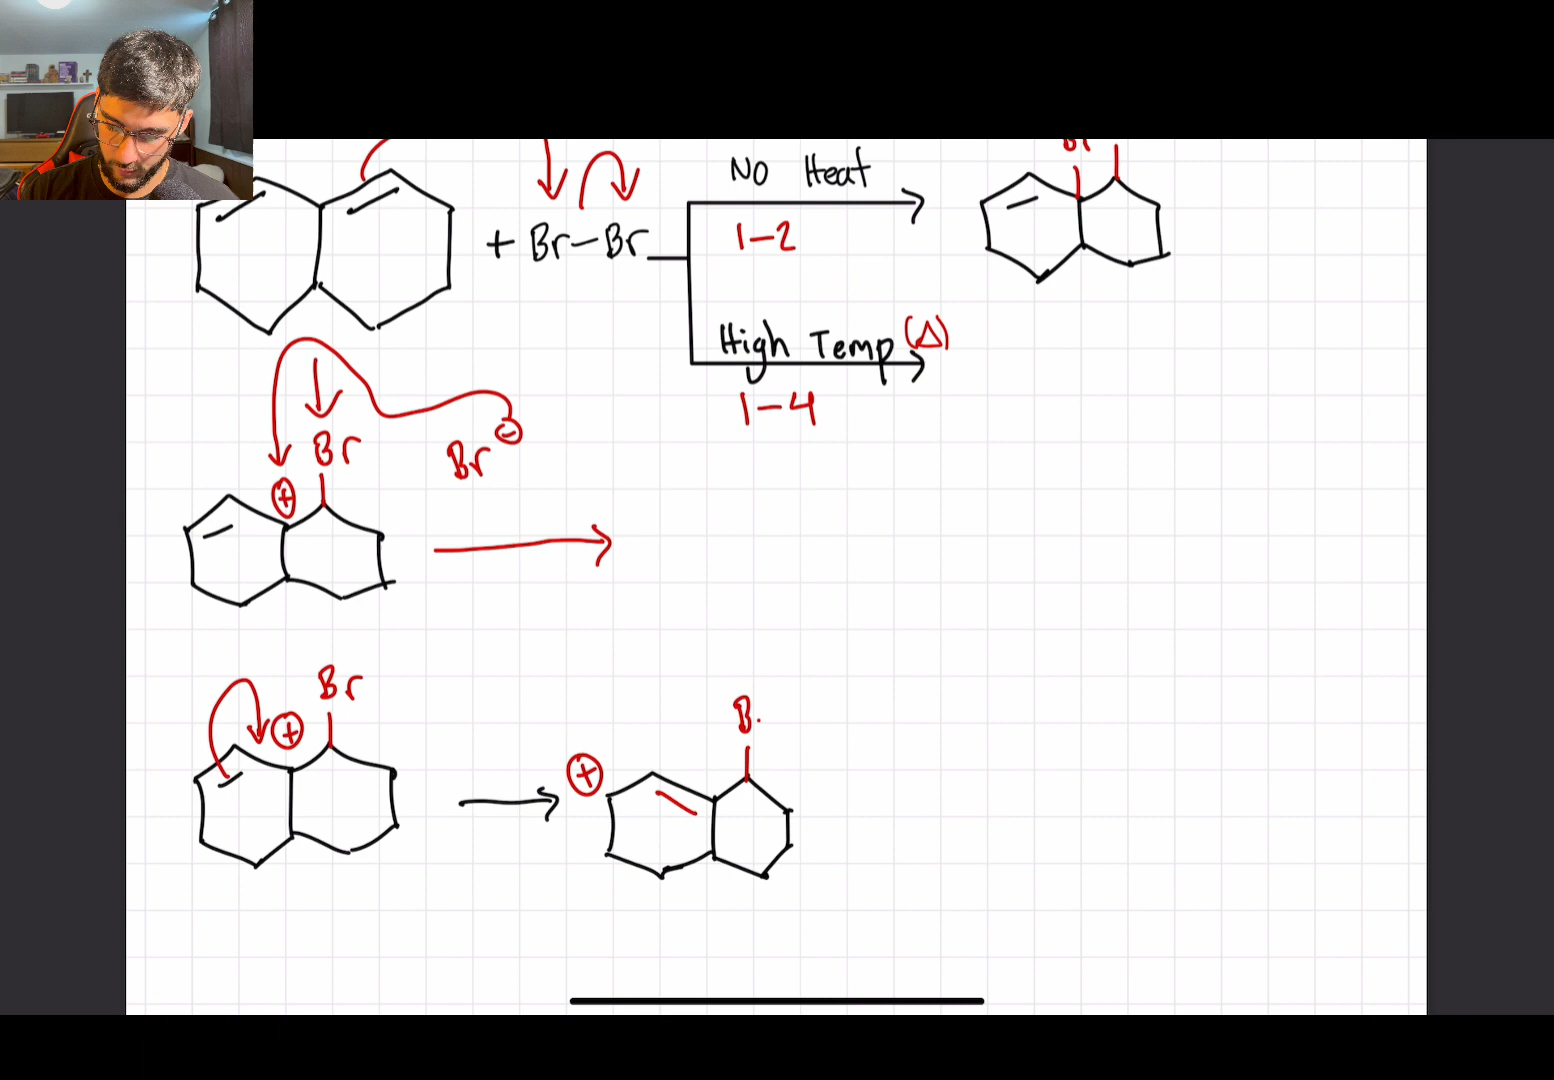 NO Heat
+ Br-Br
1-2
High Temp (Δ)
1-4
Br
Br ⊖
⊕
Br
⊕
B.
⊕